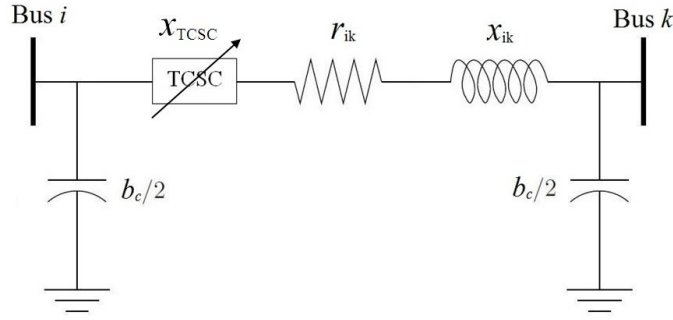 Bus i
Bus k
xTCSC
rik
xik
TCSC
bc/2
bc/2